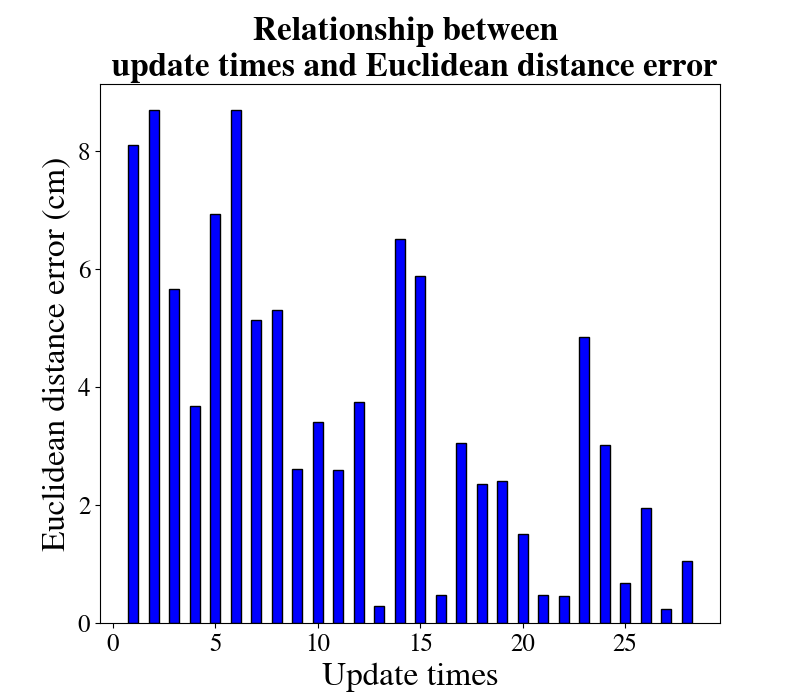 Relationship between
update times and Euclidean distance error
Euclidean distance error (cm)
8
6
4
2
0
0 5 10 15 20 25
Update times